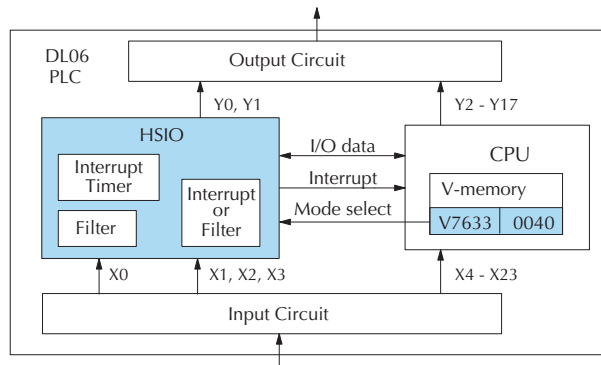 DL06
PLC
Output Circuit
Y0, Y1
Y2 - Y17
HSIO
Interrupt
Timer
Filter
Interrupt
or
Filter
I/O data
Interrupt
Mode select
CPU
V-memory
V7633 0040
X0
X1, X2, X3
X4 - X23
Input Circuit